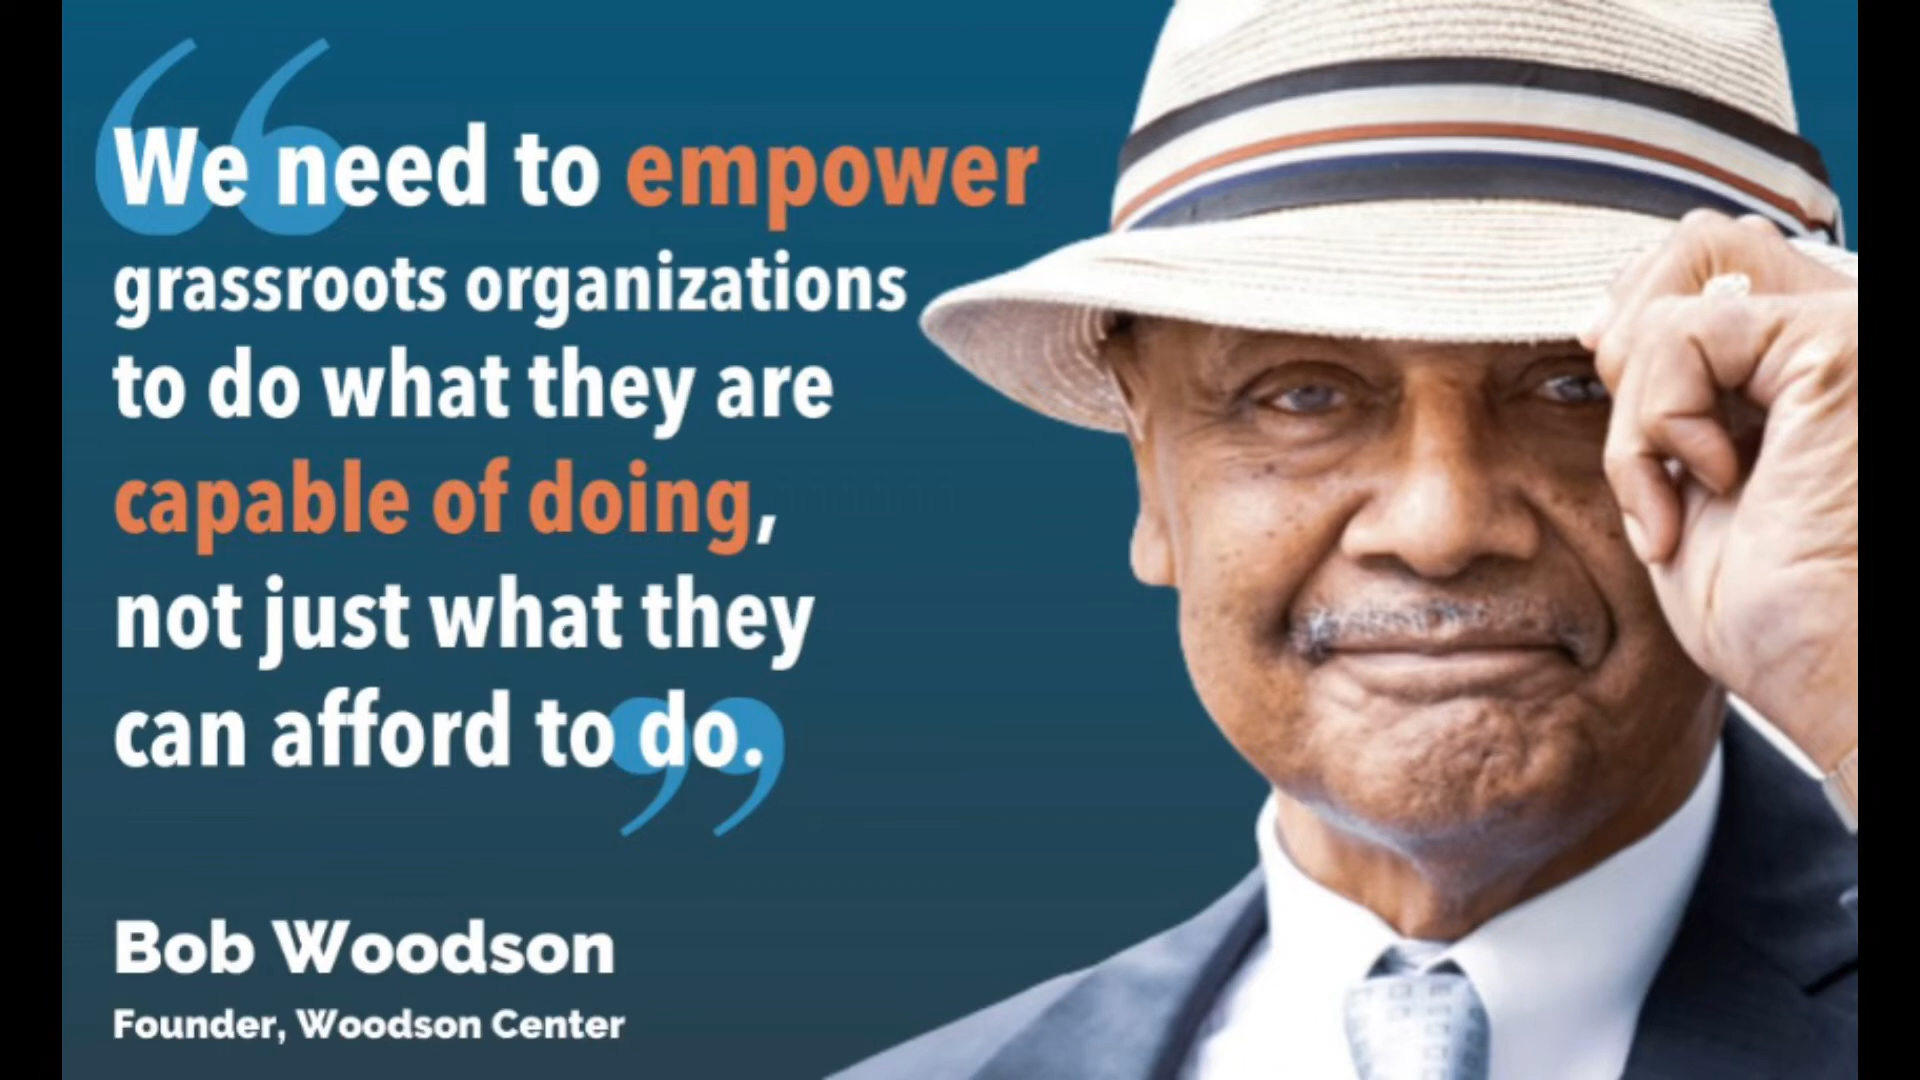 We need to empower
grassroots organizations
to do what they are
capable of doing,
not just what they
can afford to do.
Bob Woodson
Founder, Woodson Center